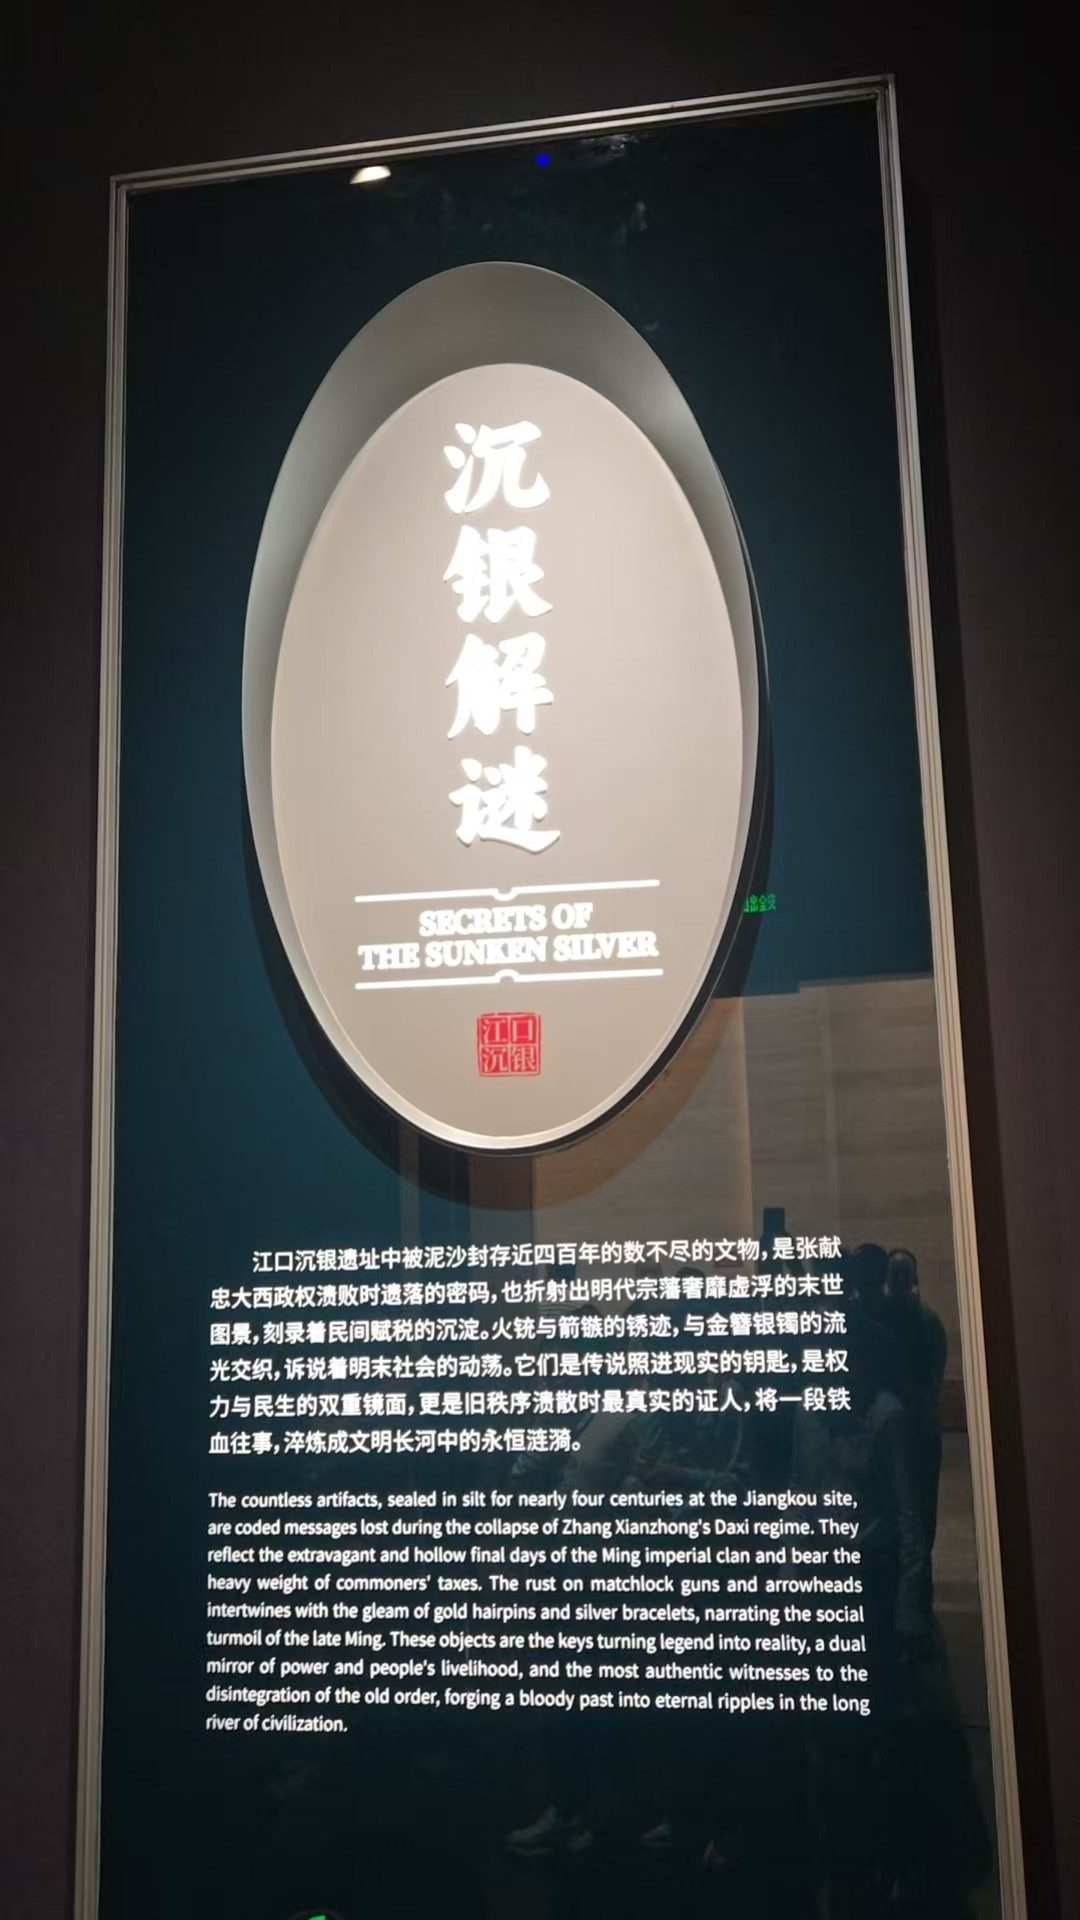 沉银解谜
SECRETS OF
THE SUNKEN SILVER
江口
沉银
江口沉银遗址中被泥沙封存近四百年的数不尽的文物，是张献
忠大西政权溃败时遗落的密码，也折射出明代宗藩奢靡虚浮的末世
图景，刻录着民间赋税的沉淀。火铳与箭镞的锈迹，与金簪银镯的流
光交织，诉说着明末社会的动荡。它们是传说照进现实的钥匙，是权
力与民生的双重镜面，更是旧秩序溃散时最真实的证人，将一段铁
血往事，淬炼成文明长河中的永恒涟漪。
The countless artifacts, sealed in silt for nearly four centuries at the Jiangkou site,
are coded messages lost during the collapse of Zhang Xianzhong's Daxi regime. They
reflect the extravagant and hollow final days of the Ming imperial clan and bear the
heavy weight of commoners' taxes. The rust on matchlock guns and arrowheads
intertwines with the gleam of gold hairpins and silver bracelets, narrating the social
turmoil of the late Ming. These objects are the keys turning legend into reality, a dual
mirror of power and people's livelihood, and the most authentic witnesses to the
disintegration of the old order, forging a bloody past into eternal ripples in the long
river of civilization.